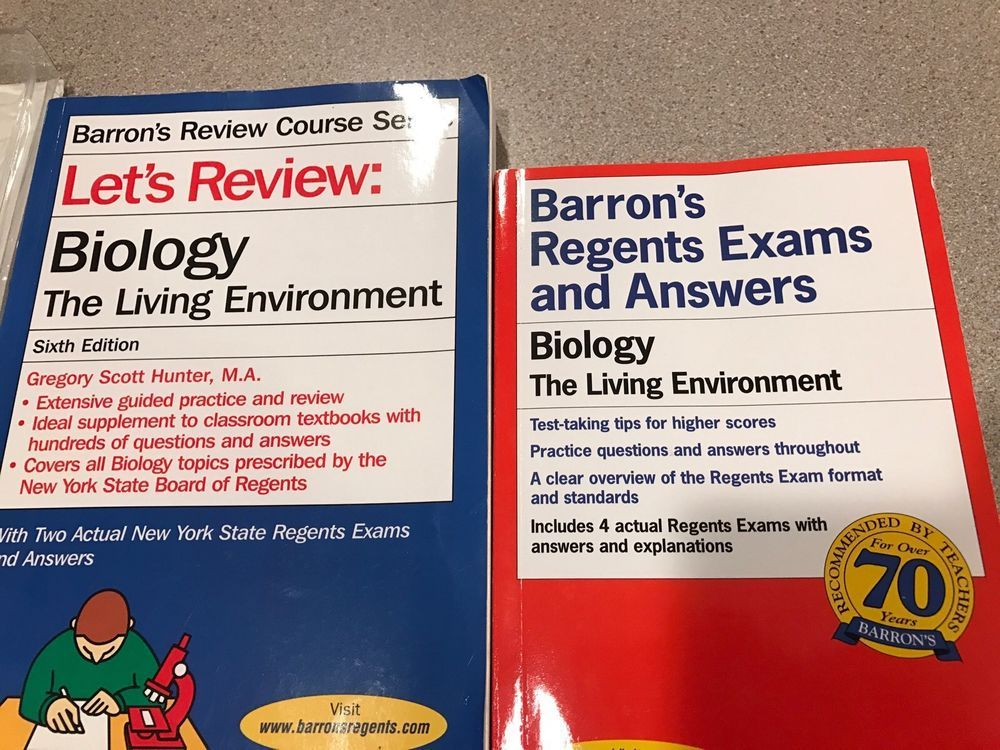 Barron's Review Course
Let's Review:
Biology
The Living Environment
Sixth Edition
Gregory Scott Hunter, M.A.
• Extensive guided practice and review
• Ideal supplement to classroom textbooks with
hundreds of questions and answers
• Covers all Biology topics prescribed by the
New York State Board of Regents
With Two Actual New York State Regents Exams
and Answers
Visit
www.barronsregents.com
Barron's
Regents Exams
and Answers
Biology
The Living Environment
Test-taking tips for higher scores
Practice questions and answers throughout
A clear overview of the Regents Exam format
and standards
Includes 4 actual Regents Exams with
answers and explanations
RECOMMENDED BY TEACHERS
For Over
70
Years
BARRON'S